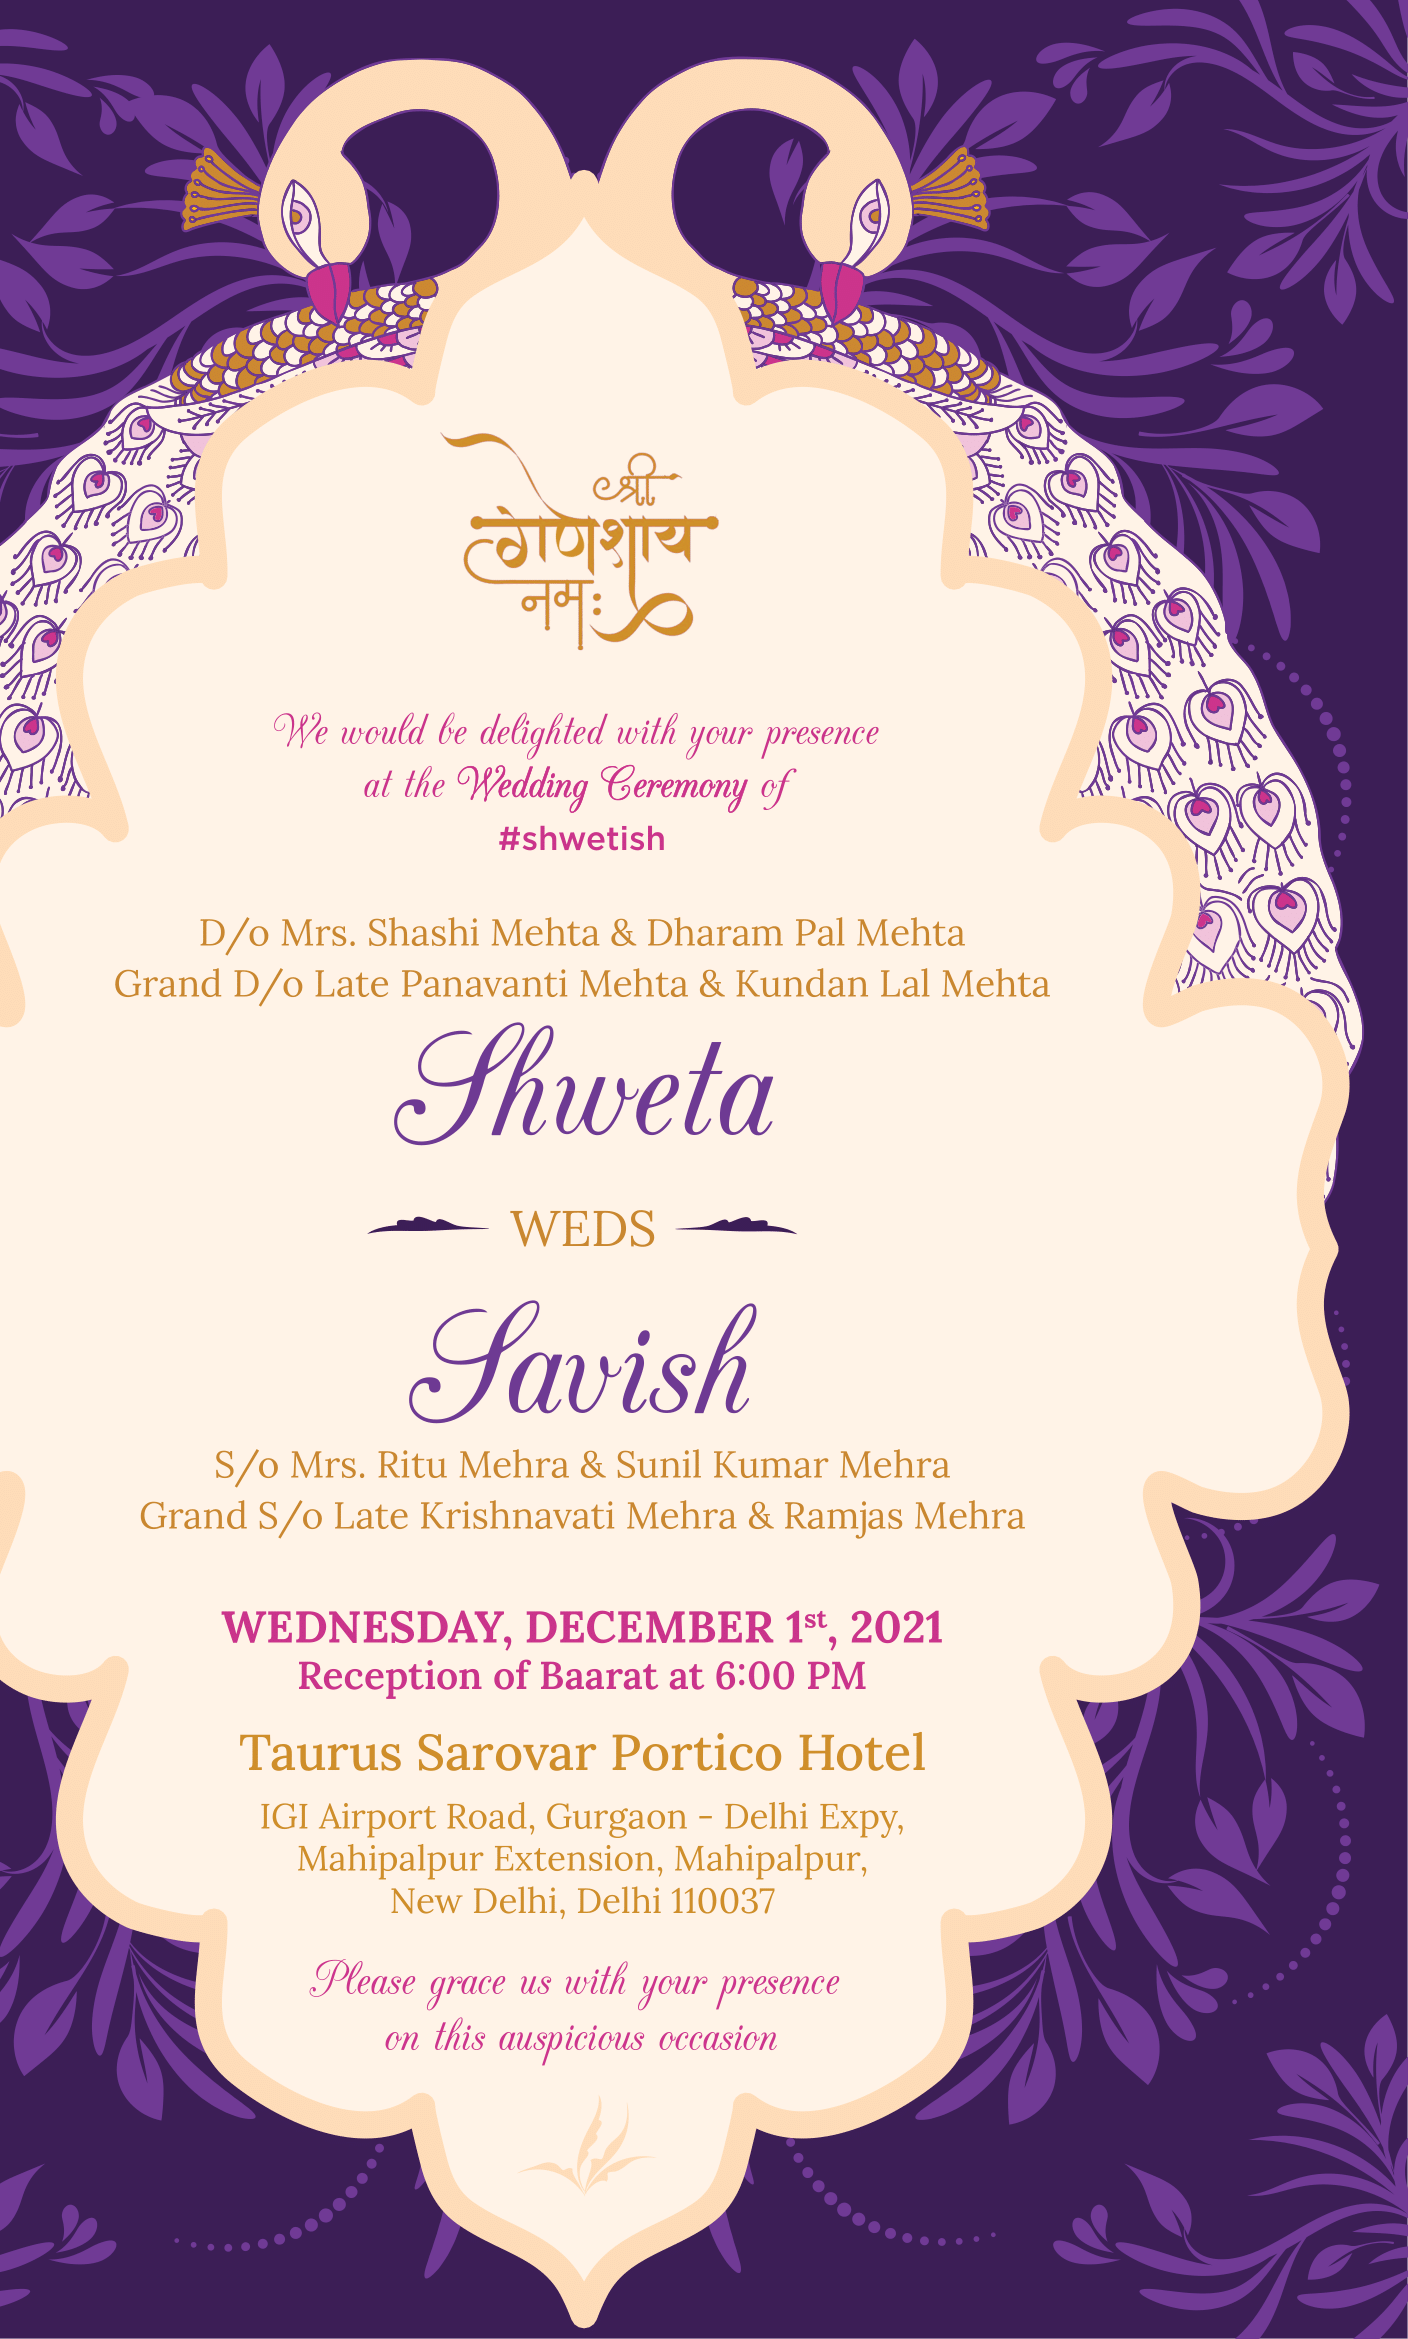 श्री
गणेशाय
नमः
We would be delighted with your presence
at the Wedding Ceremony of
#shwetish
D/o Mrs. Shashi Mehta & Dharam Pal Mehta
Grand D/o Late Panavanti Mehta & Kundan Lal Mehta
Shweta
WEDS
Savish
S/o Mrs. Ritu Mehra & Sunil Kumar Mehra
Grand S/o Late Krishnavati Mehra & Ramjas Mehra
WEDNESDAY, DECEMBER 1st, 2021
Reception of Baarat at 6:00 PM
Taurus Sarovar Portico Hotel
IGI Airport Road, Gurgaon - Delhi Expy,
Mahipalpur Extension, Mahipalpur,
New Delhi, Delhi 110037
Please grace us with your presence
on this auspicious occasion